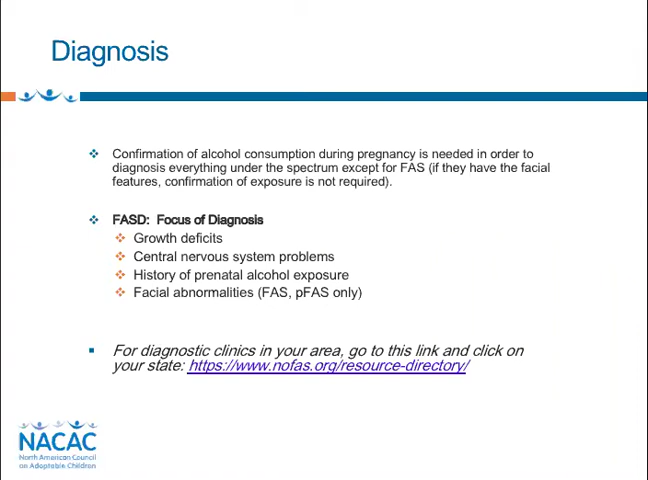 Diagnosis
Confirmation of alcohol consumption during pregnancy is needed in order to
diagnosis everything under the spectrum except for FAS (if they have the facial
features, confirmation of exposure is not required).
FASD: Focus of Diagnosis
Growth deficits
Central nervous system problems
History of prenatal alcohol exposure
Facial abnormalities (FAS, pFAS only)
For diagnostic clinics in your area, go to this link and click on
your state: https://www.nofas.org/resource-directory/
NACAC
North American Council
on Adoptable Children